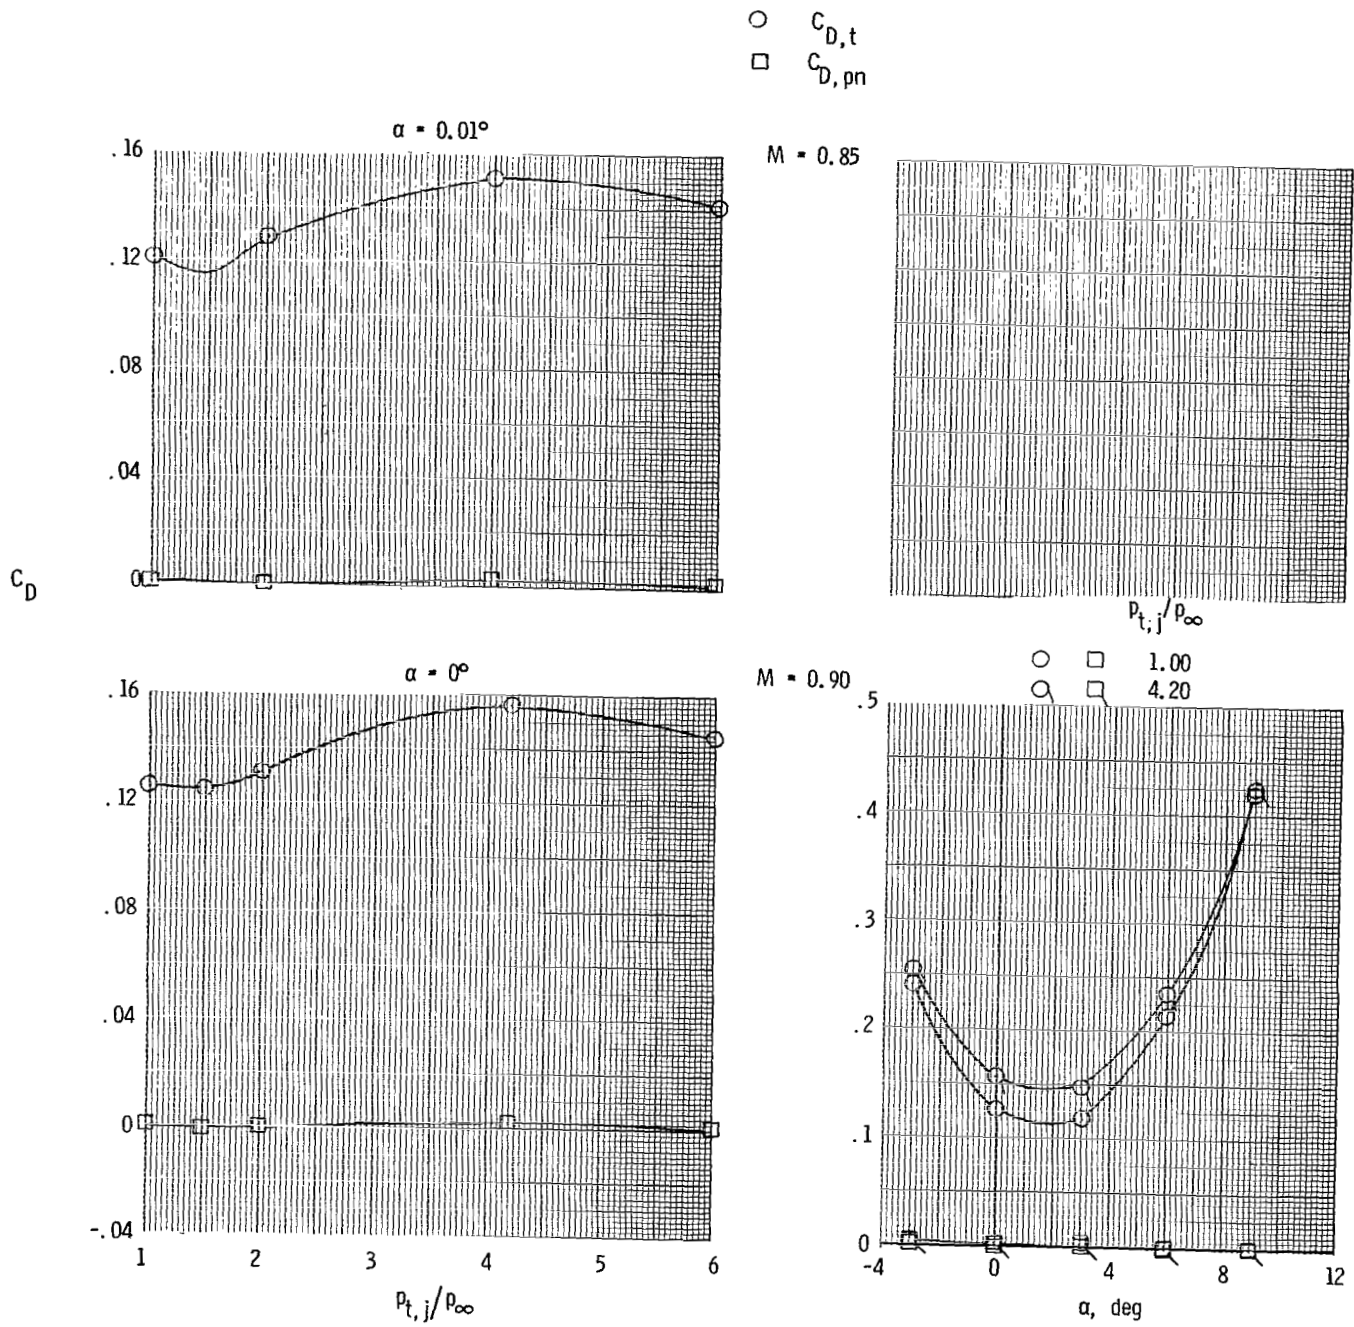 C_D,t
C_D,pn
α = 0.01°
M = 0.85
.16
.12
.08
.04
0
C_D
p_t,j/p_∞
1.00
4.20
α = 0°
M = 0.90
.16
.12
.08
.04
0
-.04
1 2 3 4 5 6
p_t,j/p_∞
.5
.4
.3
.2
.1
0
-4 0 4 8 12
α, deg